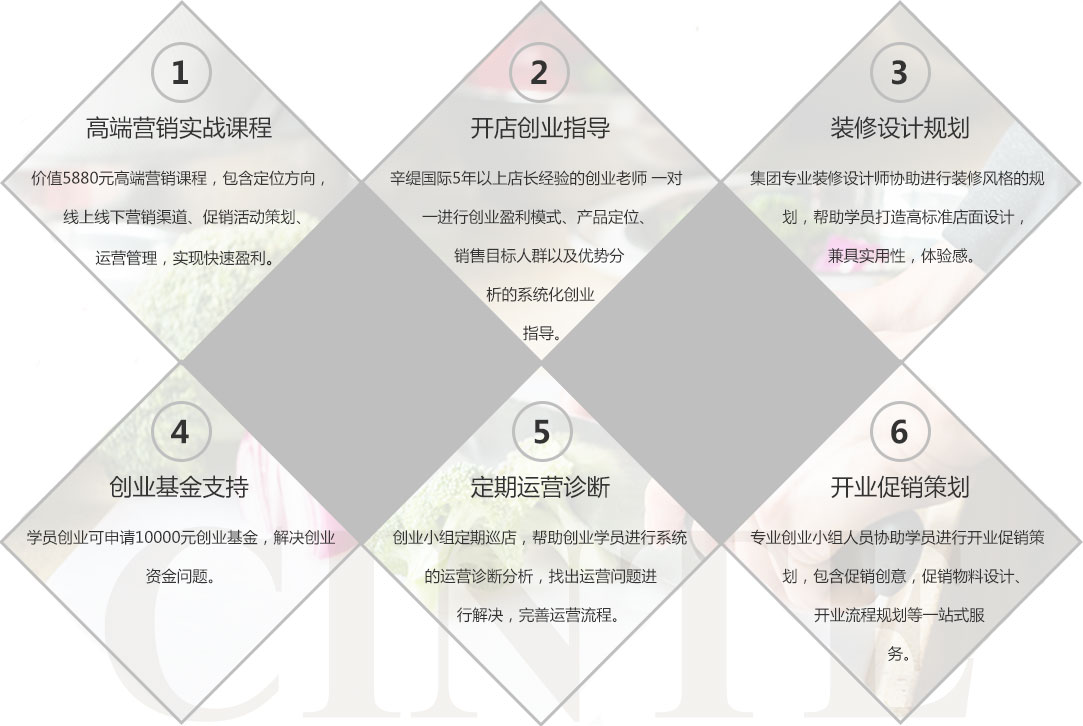 1
高端营销实战课程
价值5880元高端营销课程，包含定位方向，
线上线下营销渠道、促销活动策划、
运营管理，实现快速盈利。
2
开店创业指导
辛缇国际5年以上店长经验的创业老师 一对
一进行创业盈利模式、产品定位、
销售目标人群以及优势分
析的系统化创业
指导。
3
装修设计规划
集团专业装修设计师协助进行装修风格的规
划，帮助学员打造高标准店面设计，
兼具实用性，体验感。
4
创业基金支持
学员创业可申请10000元创业基金，解决创业
资金问题。
5
定期运营诊断
创业小组定期巡店，帮助创业学员进行系统
的运营诊断分析，找出运营问题进
行解决，完善运营流程。
6
开业促销策划
专业创业小组人员协助学员进行开业促销策
划，包含促销创意，促销物料设计、
开业流程规划等一站式服
务。